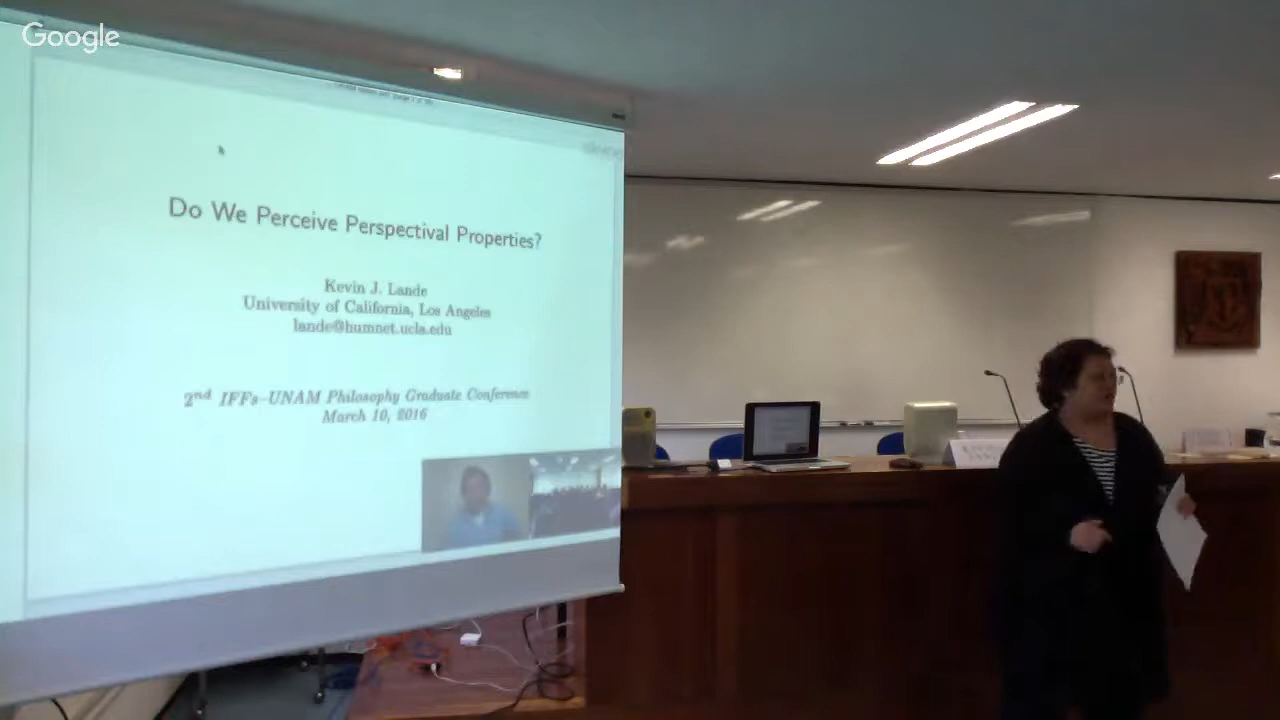 Google
Do We Perceive Perspectival Properties?
Kevin J. Lande
University of California, Los Angeles
lande@humnet.ucla.edu
2nd IFFs–UNAM Philosophy Graduate Conference
March 10, 2016